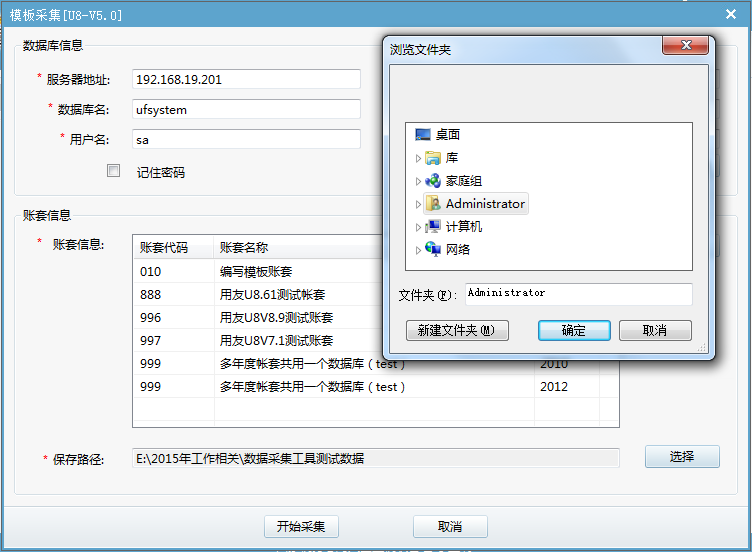 模板采集[U8-V5.0]
数据库信息
* 服务器地址: 192.168.19.201
* 数据库名: ufsystem
* 用户名: sa
记住密码
浏览文件夹
桌面
库
家庭组
Administrator
计算机
网络
文件夹(F): Administrator
新建文件夹(M) 确定 取消
账套信息
* 账套信息:
账套代码 账套名称
010 编写模板账套
888 用友U8.61测试帐套
996 用友U8V8.9测试账套
997 用友U8V7.1测试账套
999 多年度帐套共用一个数据库(test) 2010
999 多年度帐套共用一个数据库(test) 2012
* 保存路径: E:\2015年工作相关\数据采集工具测试数据 选择
开始采集 取消